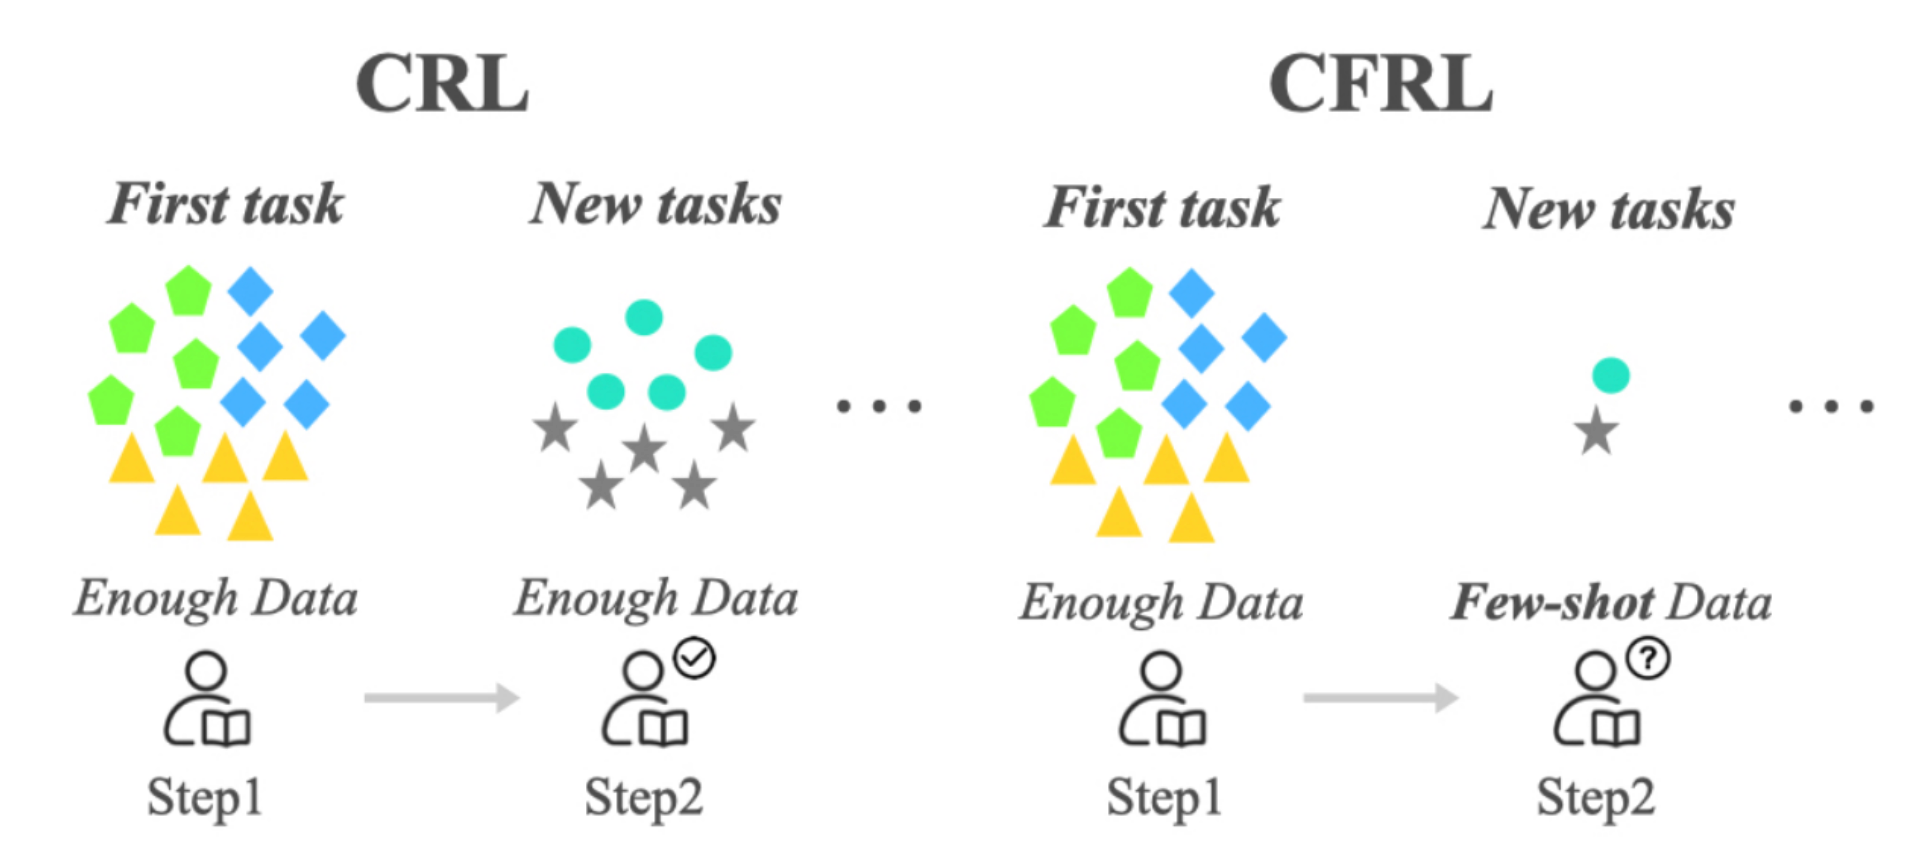 CRL
First task
New tasks
...
Enough Data
Enough Data
Step1
Step2
CFRL
First task
New tasks
...
Enough Data
Few-shot Data
?
Step1
Step2